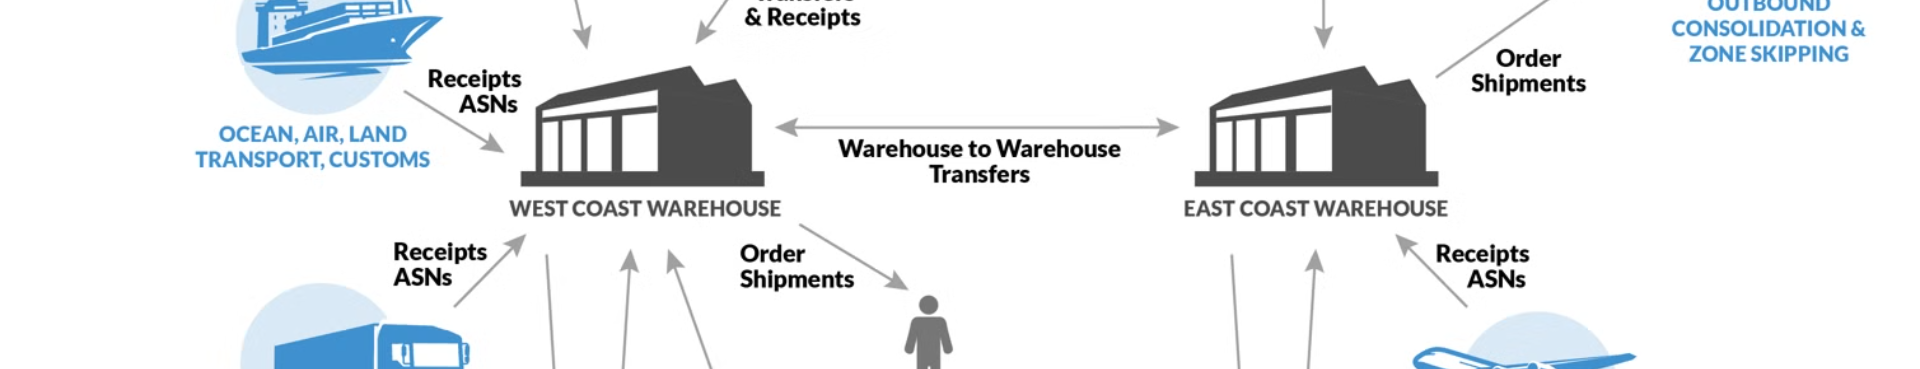 & Receipts
OUTBOUND
CONSOLIDATION &
ZONE SKIPPING
Order
Shipments
Receipts
ASNs
OCEAN, AIR, LAND
TRANSPORT, CUSTOMS
Warehouse to Warehouse
Transfers
WEST COAST WAREHOUSE
EAST COAST WAREHOUSE
Receipts
ASNs
Order
Shipments
Receipts
ASNs